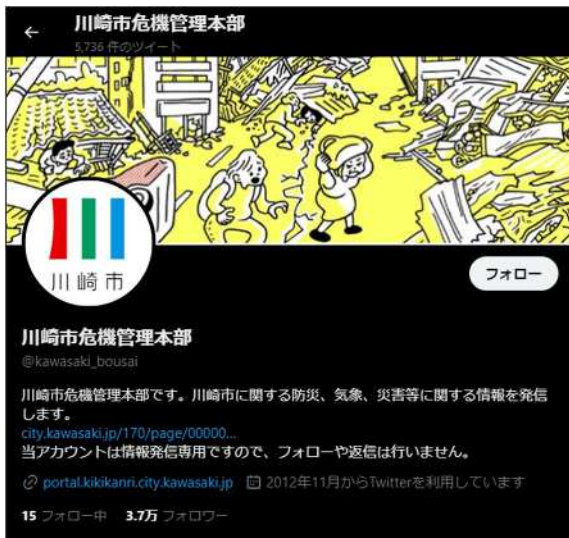 川崎市危機管理本部
5,736 件のツイート
川崎市
フォロー
川崎市危機管理本部
@kawasaki_bousai
川崎市危機管理本部です。川崎市に関する防災、気象、災害等に関する情報を発信
します。
city.kawasaki.jp/170/page/00000...
当アカウントは情報発信専用ですので、フォローや返信は行いません。
portal.kikikanri.city.kawasaki.jp 2012年11月からTwitterを利用しています
15 フォロー中 3.7万 フォロワー